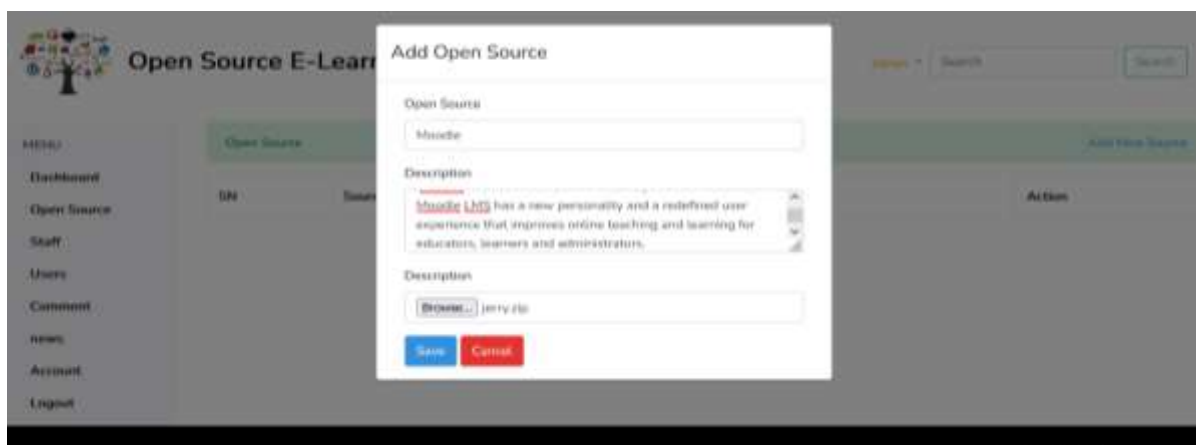 Open Source E-Learn
Add Open Source
Admin
Search
Search
MENU
Dashboard
Open Source
Staff
Users
Comment
news
Account
Logout
Open Source
Add New Source
SN
Action
Open Source
Moodle
Description
Moodle LMS has a new personality and a redefined user
experience that improves online teaching and learning for
educators, learners and administrators.
Description
Browse... jerry.zip
Save Cancel